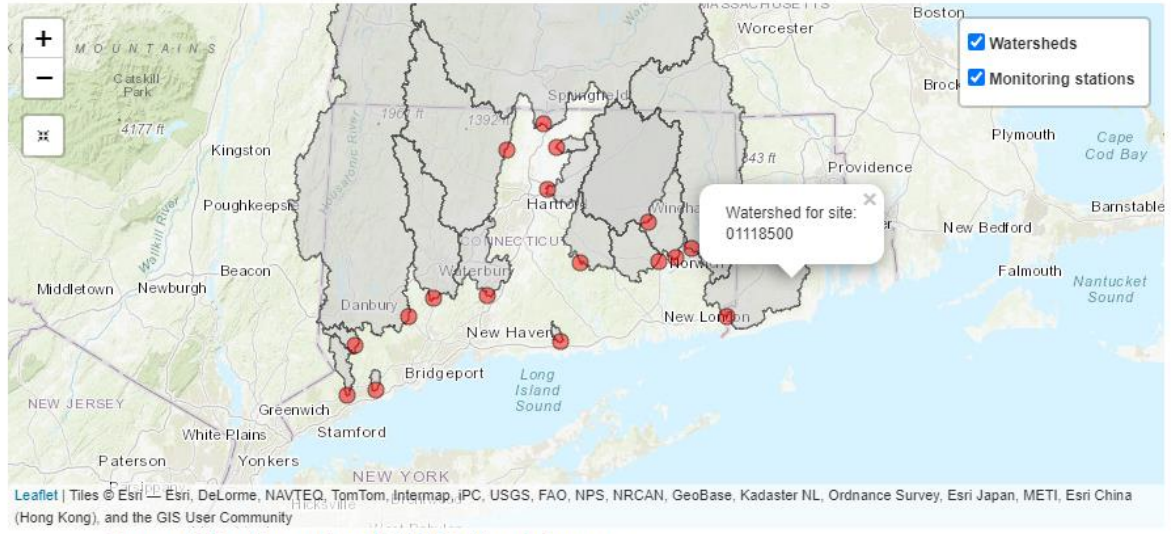 MASSACHUSETTS
Boston
+
−
MOUNTAINS
Worcester
Watersheds
Monitoring stations
Catskill
Park
Springfield
Brock
4177 ft
1392 ft
Plymouth
Cape
Cod Bay
Kingston
Housatonic River
843 ft
Providence
Poughkeepsie
Hartford
Watershed for site:
01118500
×
Barnstable
Wallkill River
CONNECTICUT
New Bedford
Beacon
Waterbury
Norwich
Falmouth
Nantucket
Sound
Middletown
Newburgh
Danbury
New London
New Haven
Bridgeport
Long
Island
Sound
NEW JERSEY
Greenwich
White Plains
Stamford
Paterson
Yonkers
NEW YORK
Leaflet | Tiles © Esri — Esri, DeLorme, NAVTEQ, TomTom, Intermap, iPC, USGS, FAO, NPS, NRCAN, GeoBase, Kadaster NL, Ordnance Survey, Esri Japan, METI, Esri China
(Hong Kong), and the GIS User Community
Hicksville